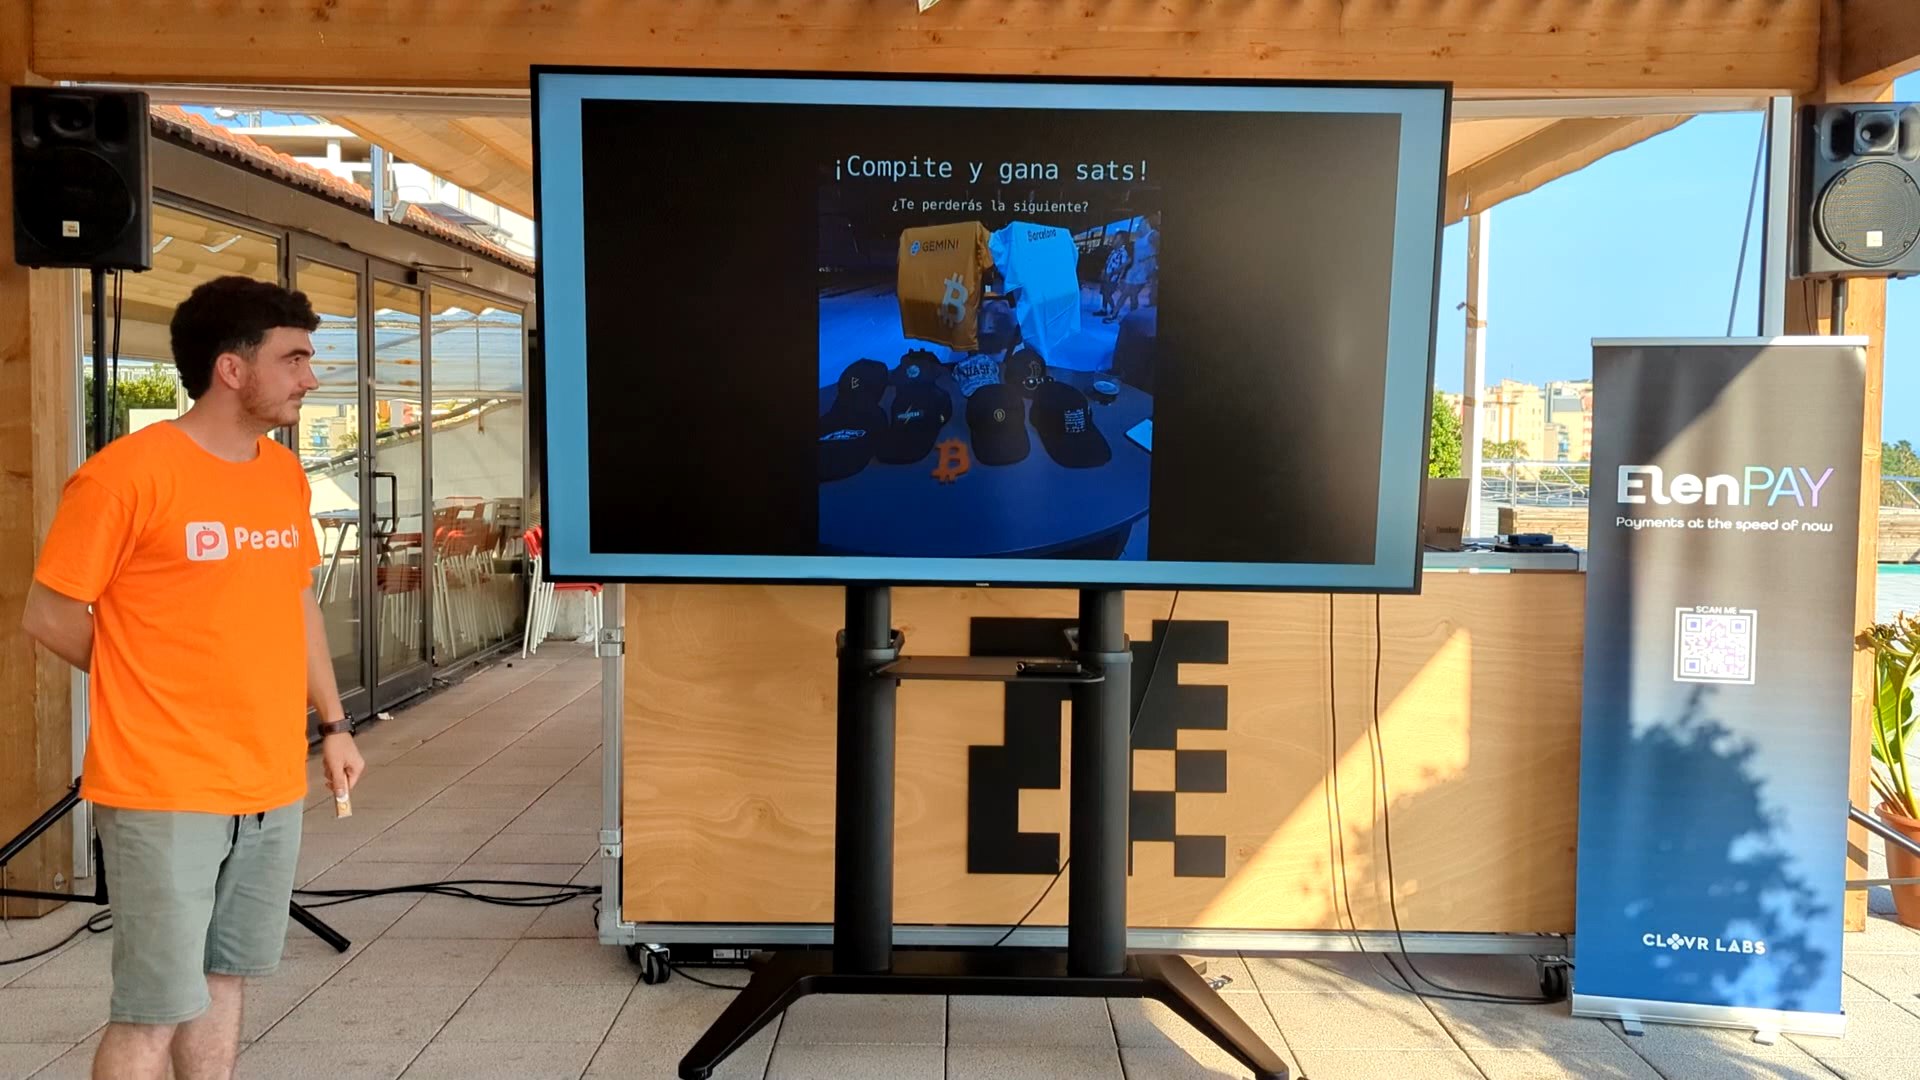 ¡Compite y gana sats!
¿Te perderás la siguiente?
GEMINI
Barcelona
Peach
ElenPAY
Payments at the speed of now
SCAN ME
CLOVR LABS